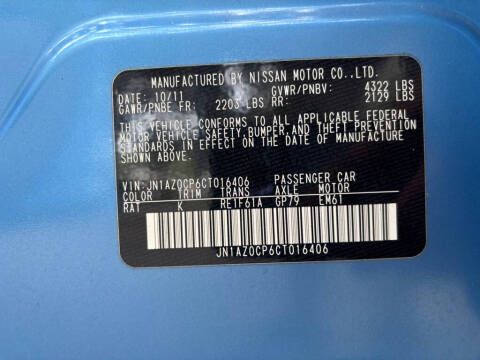 MANUFACTURED BY NISSAN MOTOR CO.,LTD.
DATE: 10/11 GVWR/PNBV: 4322 LBS
GAWR/PNBE FR: 2203 LBS RR: 2129 LBS
THIS VEHICLE CONFORMS TO ALL APPLICABLE FEDERAL
MOTOR VEHICLE SAFETY,BUMPER,AND THEFT PREVENTION
STANDARDS IN EFFECT ON THE DATE OF MANUFACTURE
SHOWN ABOVE.
VIN:JN1AZ0CP6CT016406 PASSENGER CAR
COLOR TRIM TRANS AXLE MOTOR
RAT K RE1F61A GP79 EM61
JN1AZ0CP6CT016406